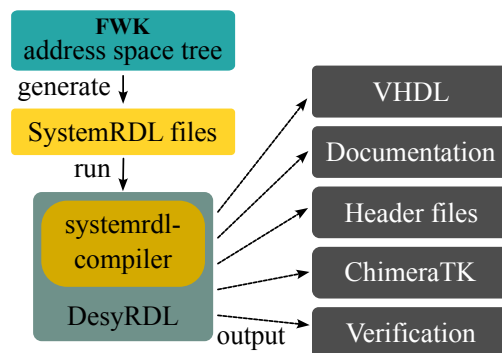 FWK
address space tree
generate
SystemRDL files
run
systemrdl-
compiler
DesyRDL
output
VHDL
Documentation
Header files
ChimeraTK
Verification